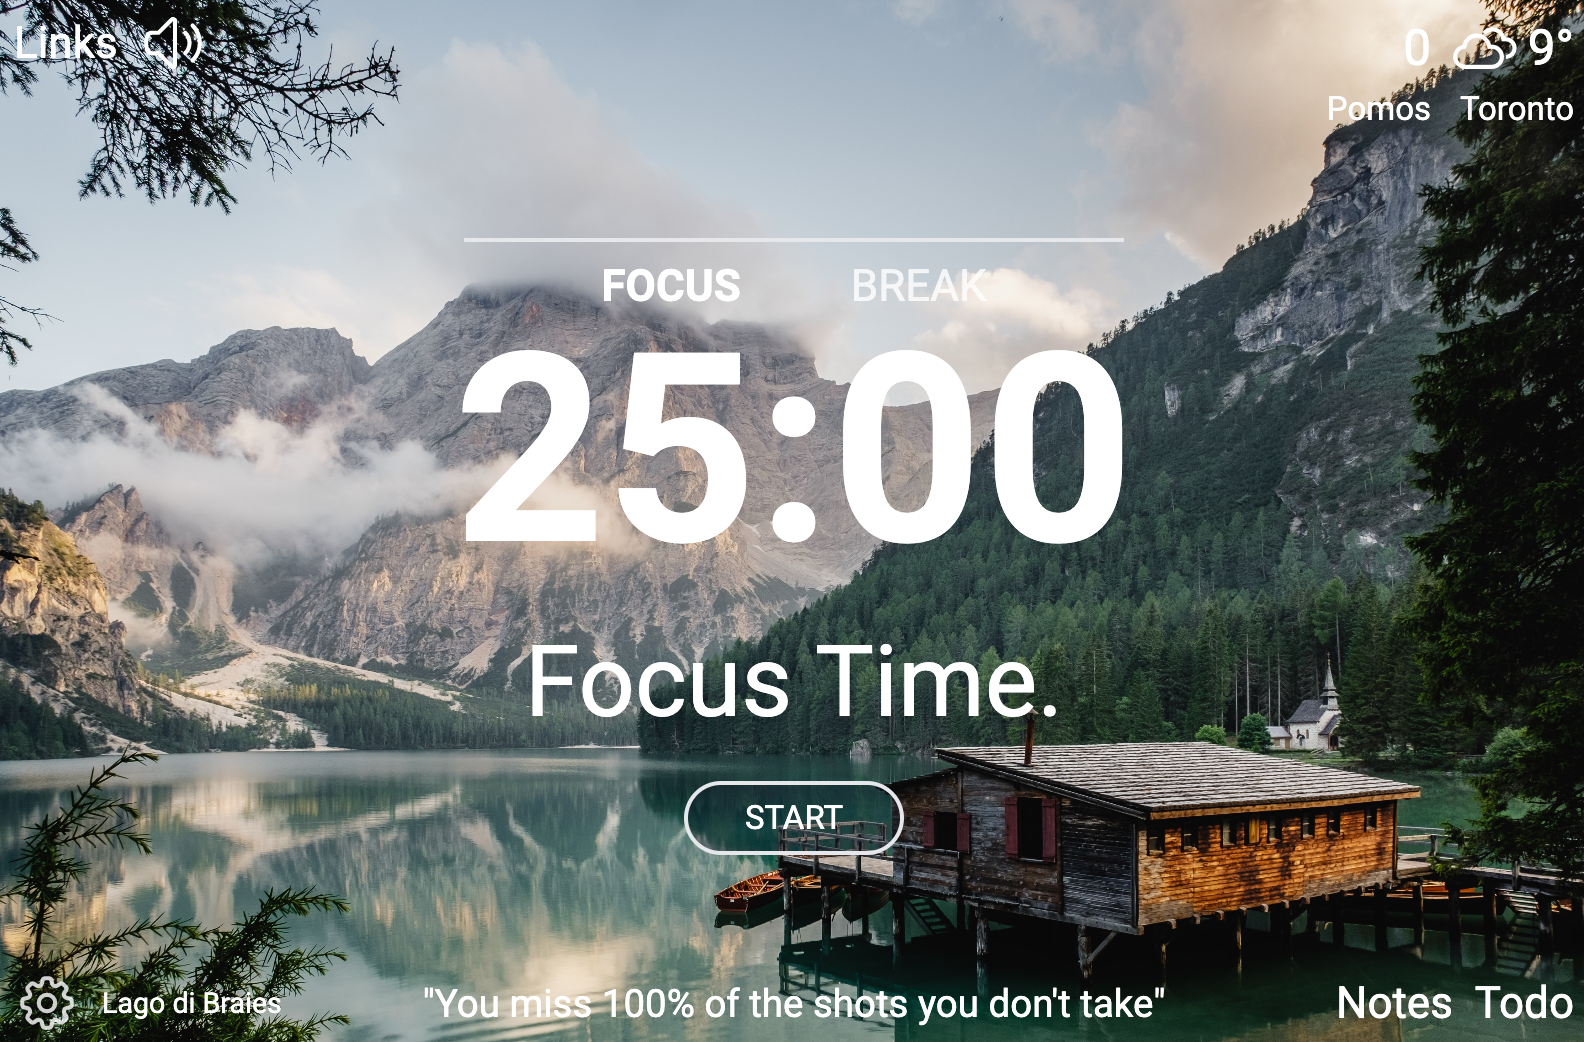 Links
0 9°
Pomos Toronto
FOCUS BREAK
25:00
Focus Time.
START
Lago di Braies
"You miss 100% of the shots you don't take"
Notes Todo